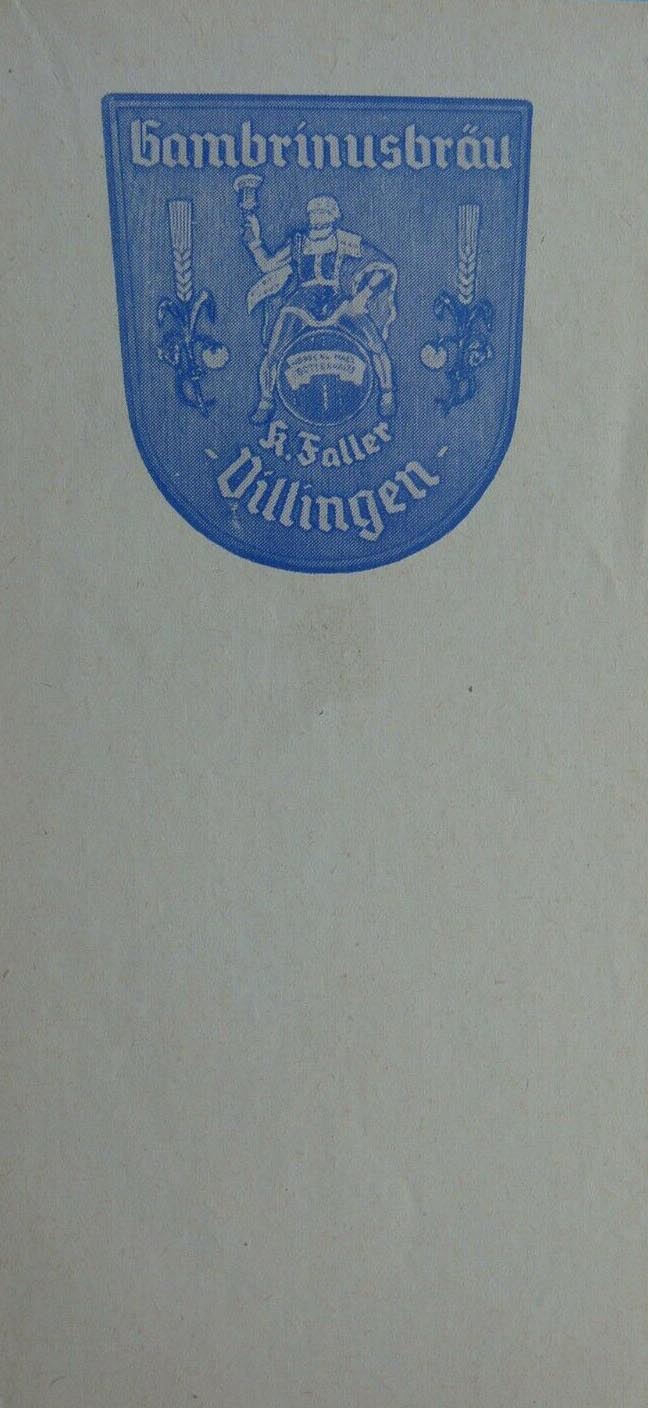 Gambrinusbräu
K. Faller
- Villingen -